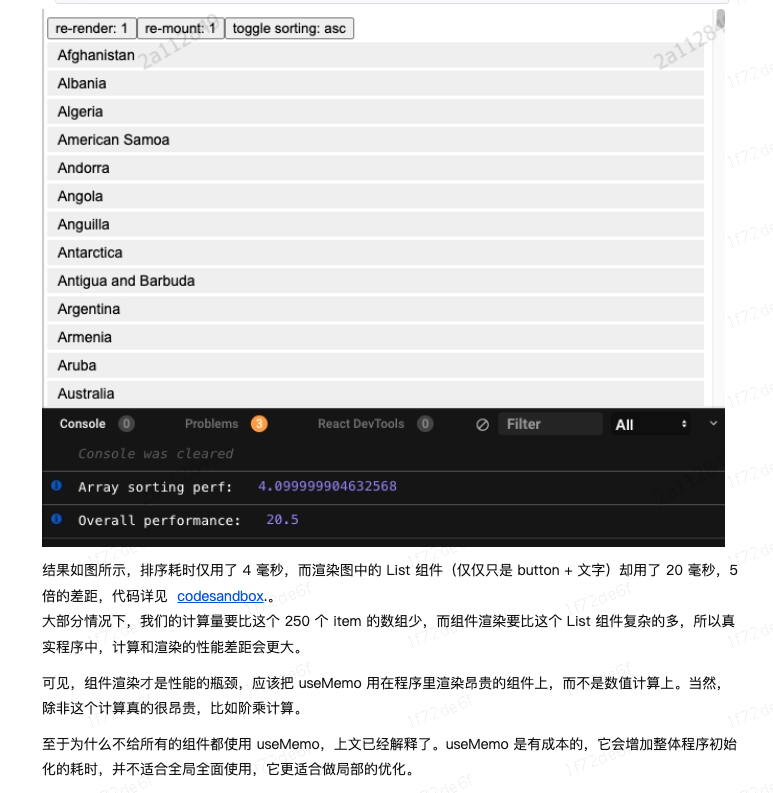 re-render: 1 re-mount: 1 toggle sorting: asc
Afghanistan
Albania
Algeria
American Samoa
Andorra
Angola
Anguilla
Antarctica
Antigua and Barbuda
Argentina
Armenia
Aruba
Australia
Console 0 Problems 3 React DevTools 0 Filter All
Console was cleared
Array sorting perf: 4.099999904632568
Overall performance: 20.5
结果如图所示，排序耗时仅用了 4 毫秒，而渲染图中的 List 组件（仅仅只是 button + 文字）却用了 20 毫秒，5
倍的差距，代码详见 codesandbox.。
大部分情况下，我们的计算量要比这个 250 个 item 的数组少，而组件渲染要比这个 List 组件复杂的多，所以真
实程序中，计算和渲染的性能差距会更大。
可见，组件渲染才是性能的瓶颈，应该把 useMemo 用在程序里渲染昂贵的组件上，而不是数值计算上。当然，
除非这个计算真的很昂贵，比如阶乘计算。
至于为什么不给所有的组件都使用 useMemo，上文已经解释了。useMemo 是有成本的，它会增加整体程序初始
化的耗时，并不适合全局全面使用，它更适合做局部的优化。